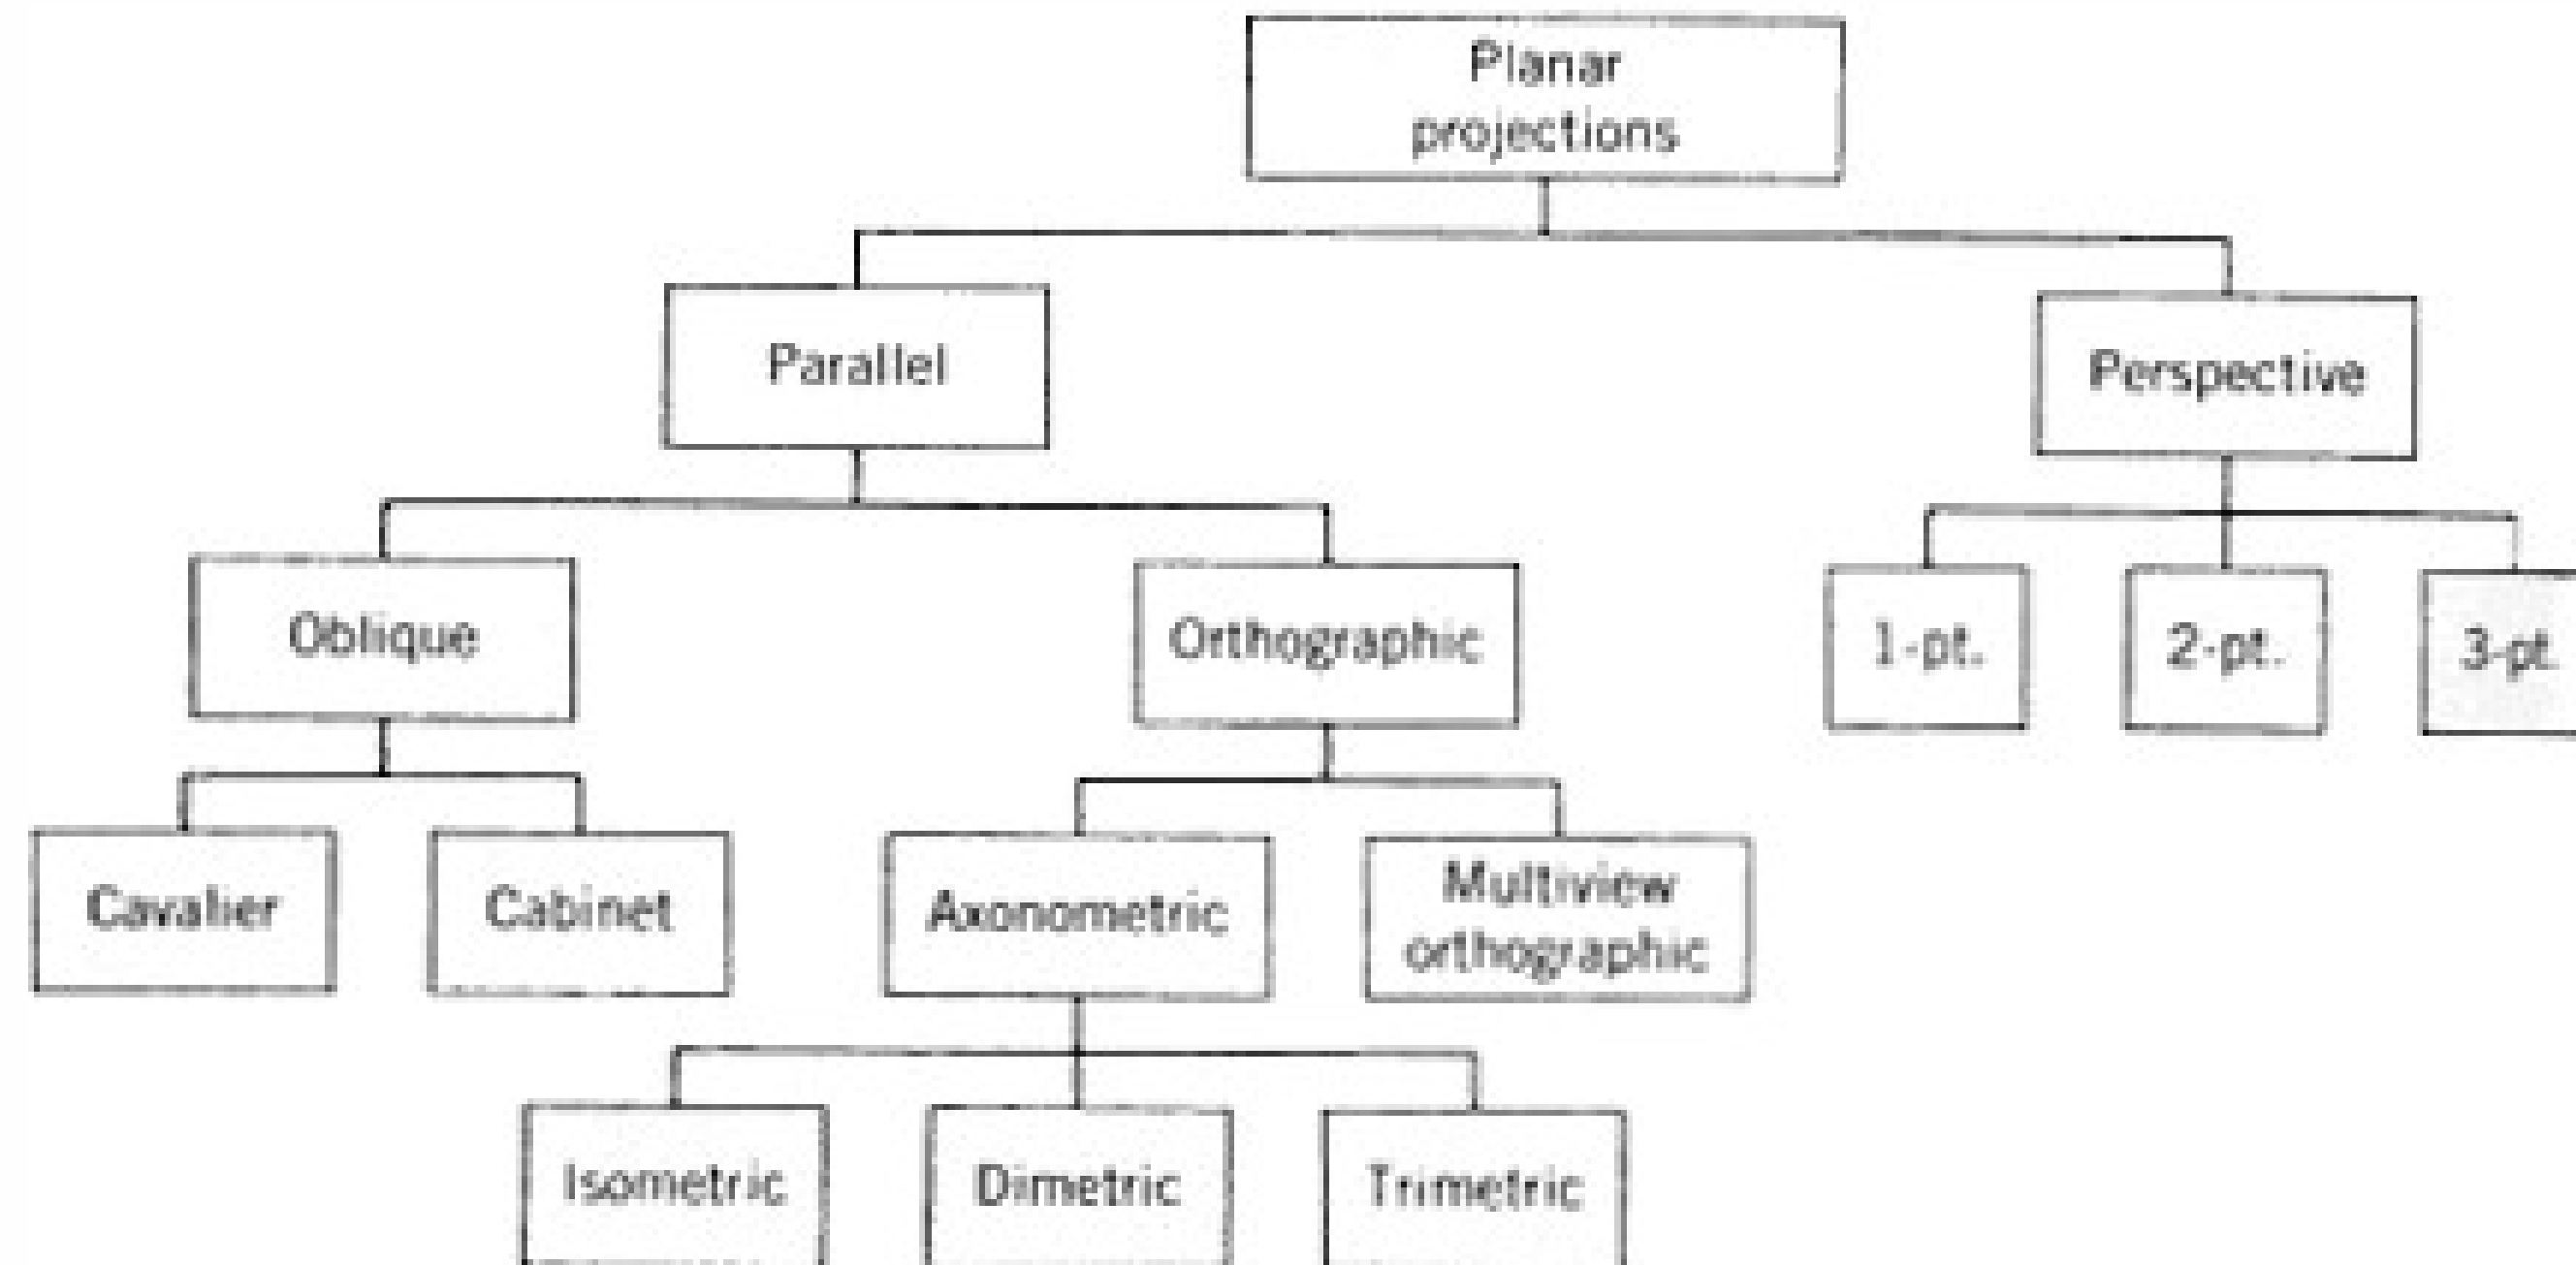 Planar
projections
Parallel
Perspective
Oblique
Orthographic
1-pt.
2-pt.
3-pt.
Cavalier
Cabinet
Axonometric
Multiview
orthographic
Isometric
Dimetric
Trimetric